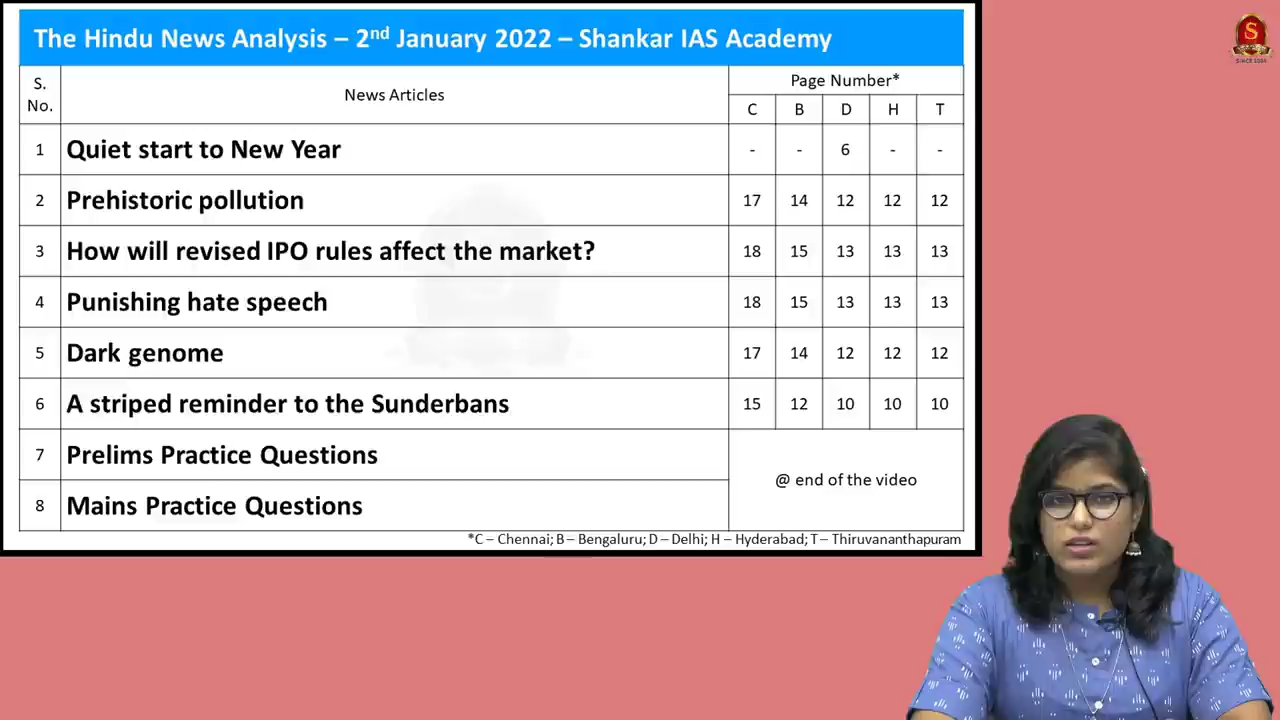 The Hindu News Analysis – 2nd January 2022 – Shankar IAS Academy
S. No. News Articles Page Number*
C B D H T
1 Quiet start to New Year - - 6 - -
2 Prehistoric pollution 17 14 12 12 12
3 How will revised IPO rules affect the market? 18 15 13 13 13
4 Punishing hate speech 18 15 13 13 13
5 Dark genome 17 14 12 12 12
6 A striped reminder to the Sunderbans 15 12 10 10 10
7 Prelims Practice Questions
@ end of the video
8 Mains Practice Questions
*C – Chennai; B – Bengaluru; D – Delhi; H – Hyderabad; T – Thiruvananthapuram
S